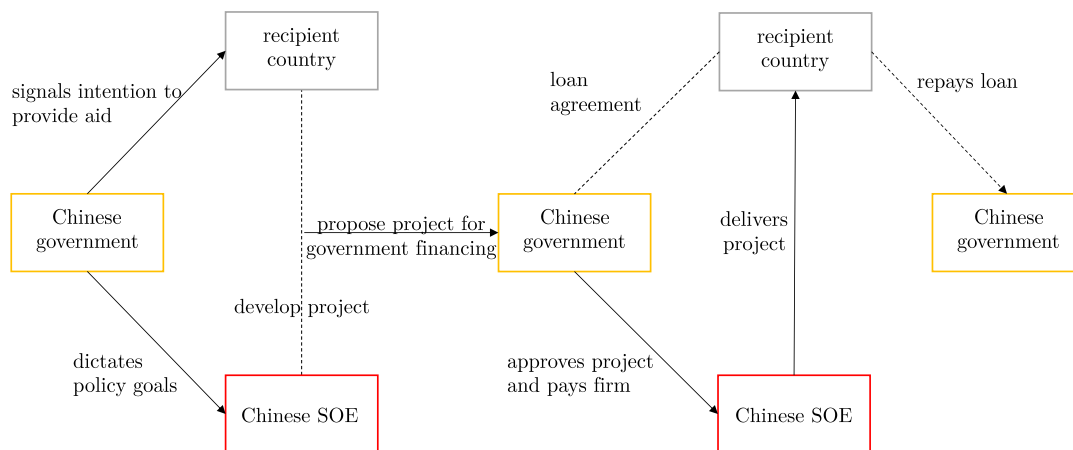 recipient
country
signals intention to
provide aid
Chinese
government
propose project for
government financing
develop project
dictates
policy goals
Chinese SOE
recipient
country
loan
agreement
repays loan
Chinese
government
delivers
project
Chinese
government
approves project
and pays firm
Chinese SOE